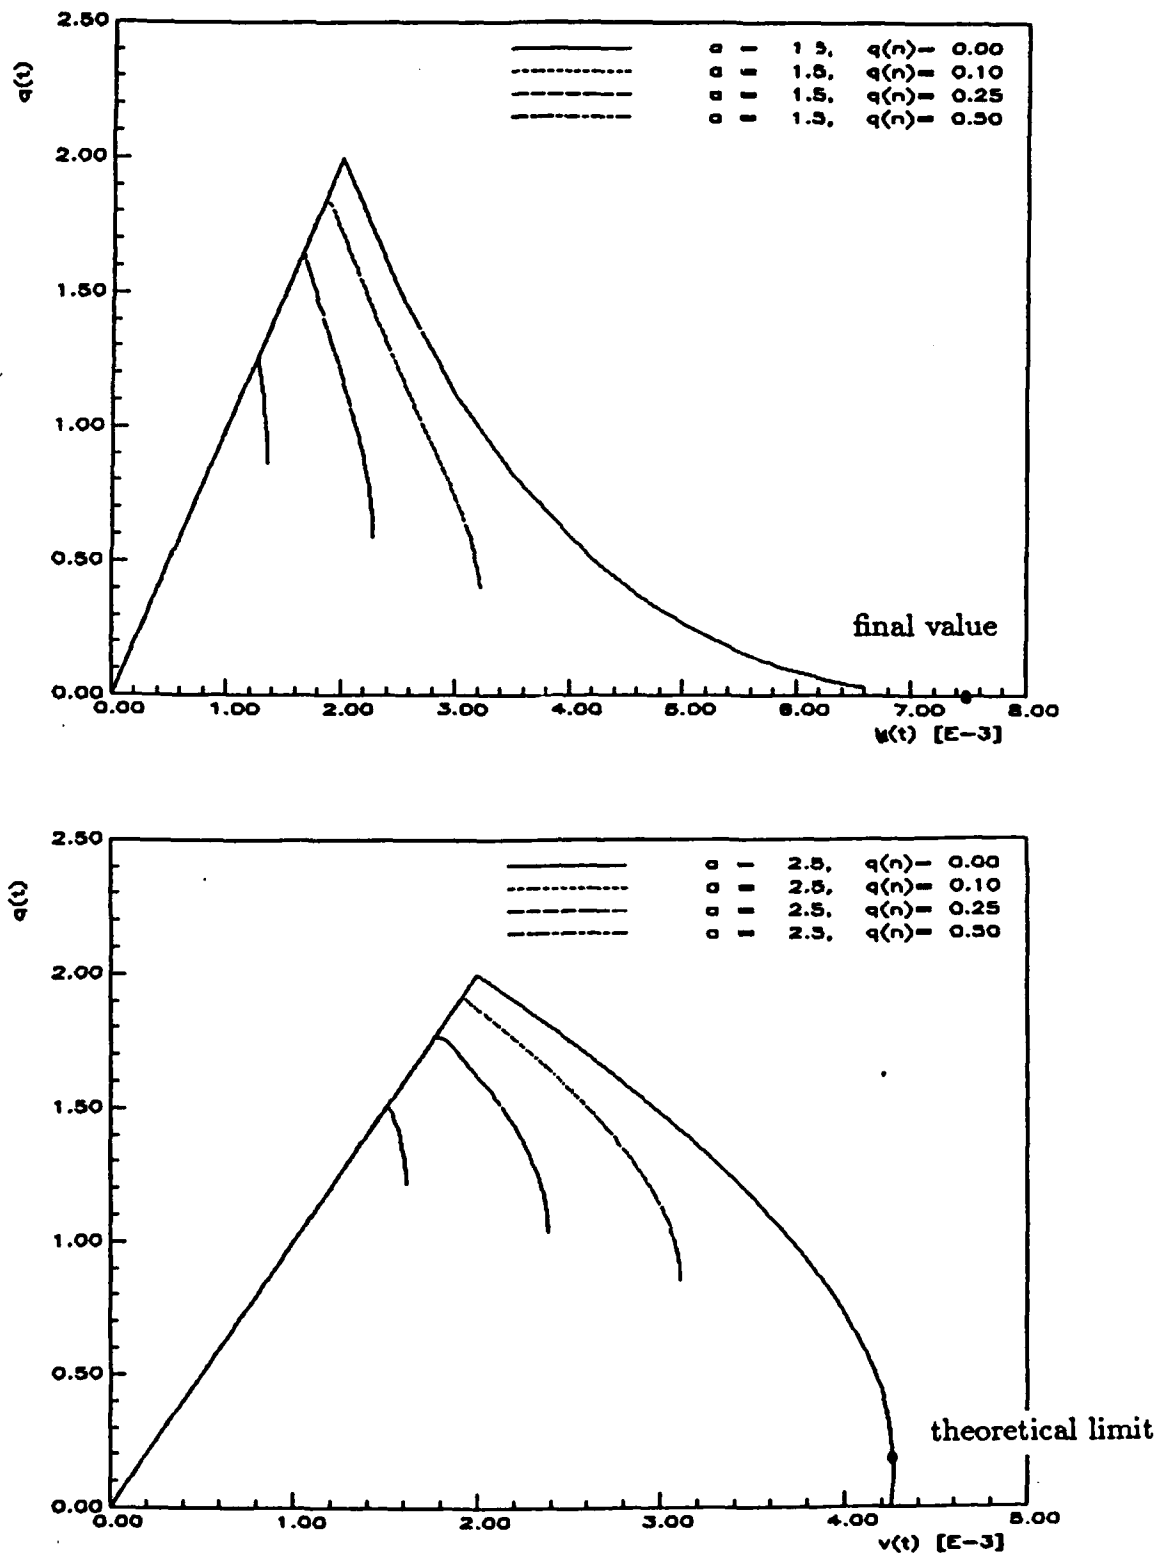 2.50
q(t)
a = 1.5, q(n)= 0.00
a = 1.5, q(n)= 0.10
a = 1.5, q(n)= 0.25
a = 1.5, q(n)= 0.50
2.00
1.50
1.00
0.50
final value
0.00
0.00 1.00 2.00 3.00 4.00 5.00 6.00 7.00 8.00
(t) [E-3]
2.50
q(t)
a = 2.5, q(n)= 0.00
a = 2.5, q(n)= 0.10
a = 2.5, q(n)= 0.25
a = 2.5, q(n)= 0.50
2.00
1.50
1.00
0.50
theoretical limit
0.00
0.00 1.00 2.00 3.00 4.00 5.00
v(t) [E-3]